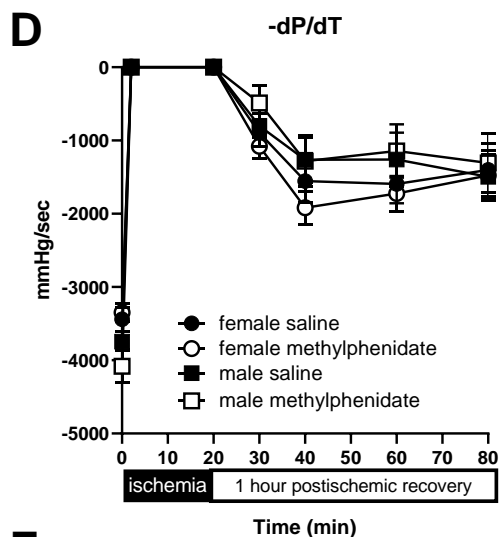 D
-dP/dT
mmHg/sec
0
-1000
-2000
-3000
-4000
-5000
female saline
female methylphenidate
male saline
male methylphenidate
0 10 20 30 40 50 60 70 80
ischemia 1 hour postischemic recovery
Time (min)